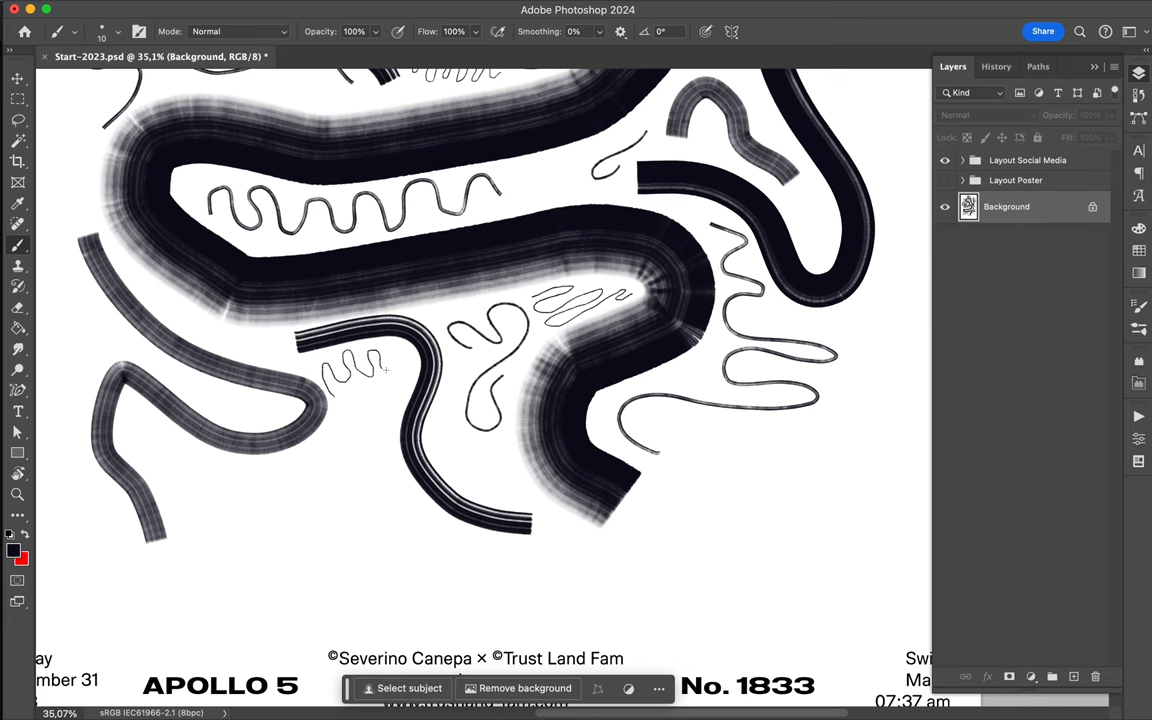 Adobe Photoshop 2024
10
Mode: Normal
Opacity: 100%
Flow: 100%
Smoothing: 0%
0°
Share
Start-2023.psd @ 35,1% (Background, RGB/8) *
Layers
History
Paths
Kind
Normal
Opacity: 100%
Lock:
Fill: 100%
Layout Social Media
Layout Poster
Background
ay
©Severino Canepa × ©Trust Land Fam
Swi
mber 31
APOLLO 5
No. 1833
Ma
07:37 am
Select subject
Remove background
35,07%
sRGB IEC61966-2.1 (8bpc)